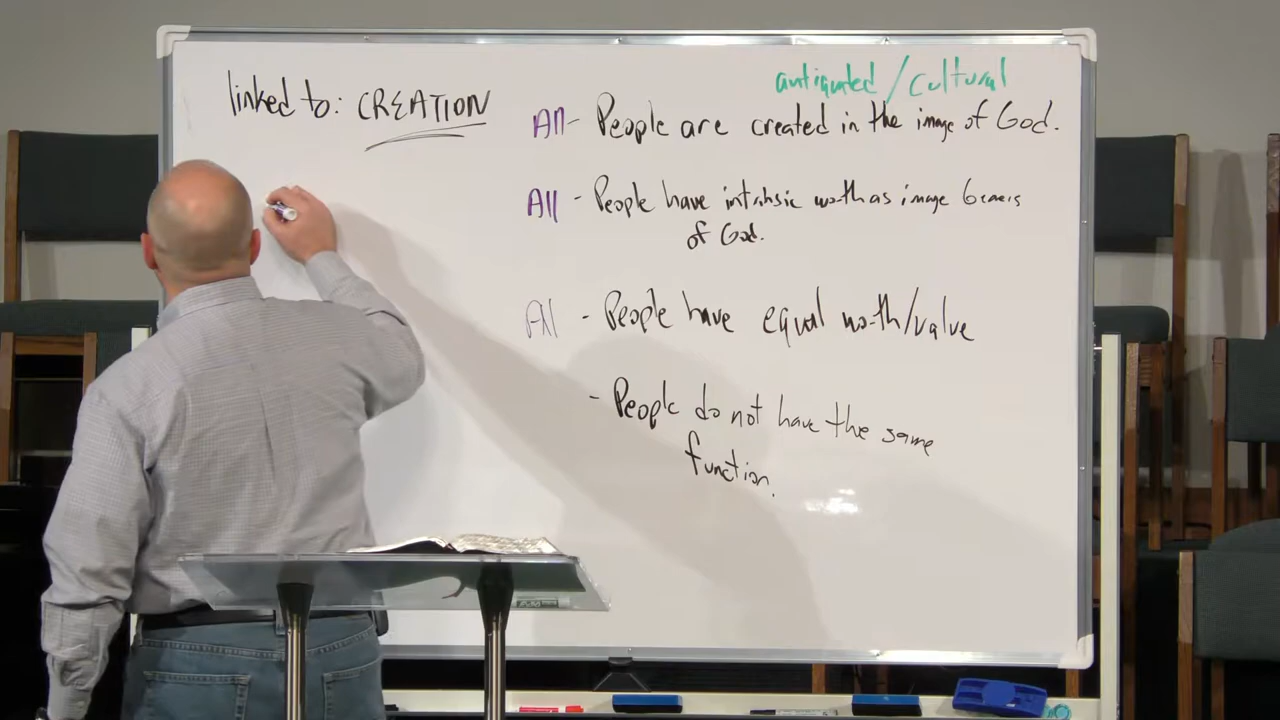 antiquated / cultural
linked to: CREATION
All- People are created in the image of God.
All - People have intrinsic worth as image bearers
of God.
All - People have equal worth/value
- People do not have the same
function.